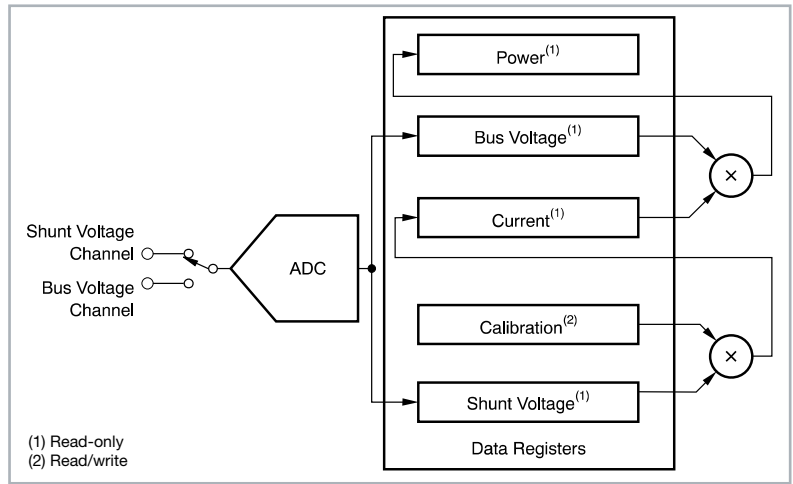 Power(1)
Bus Voltage(1)
Current(1)
Shunt Voltage
Channel
ADC
Bus Voltage
Channel
Calibration(2)
×
×
Shunt Voltage(1)
Data Registers
(1) Read-only
(2) Read/write